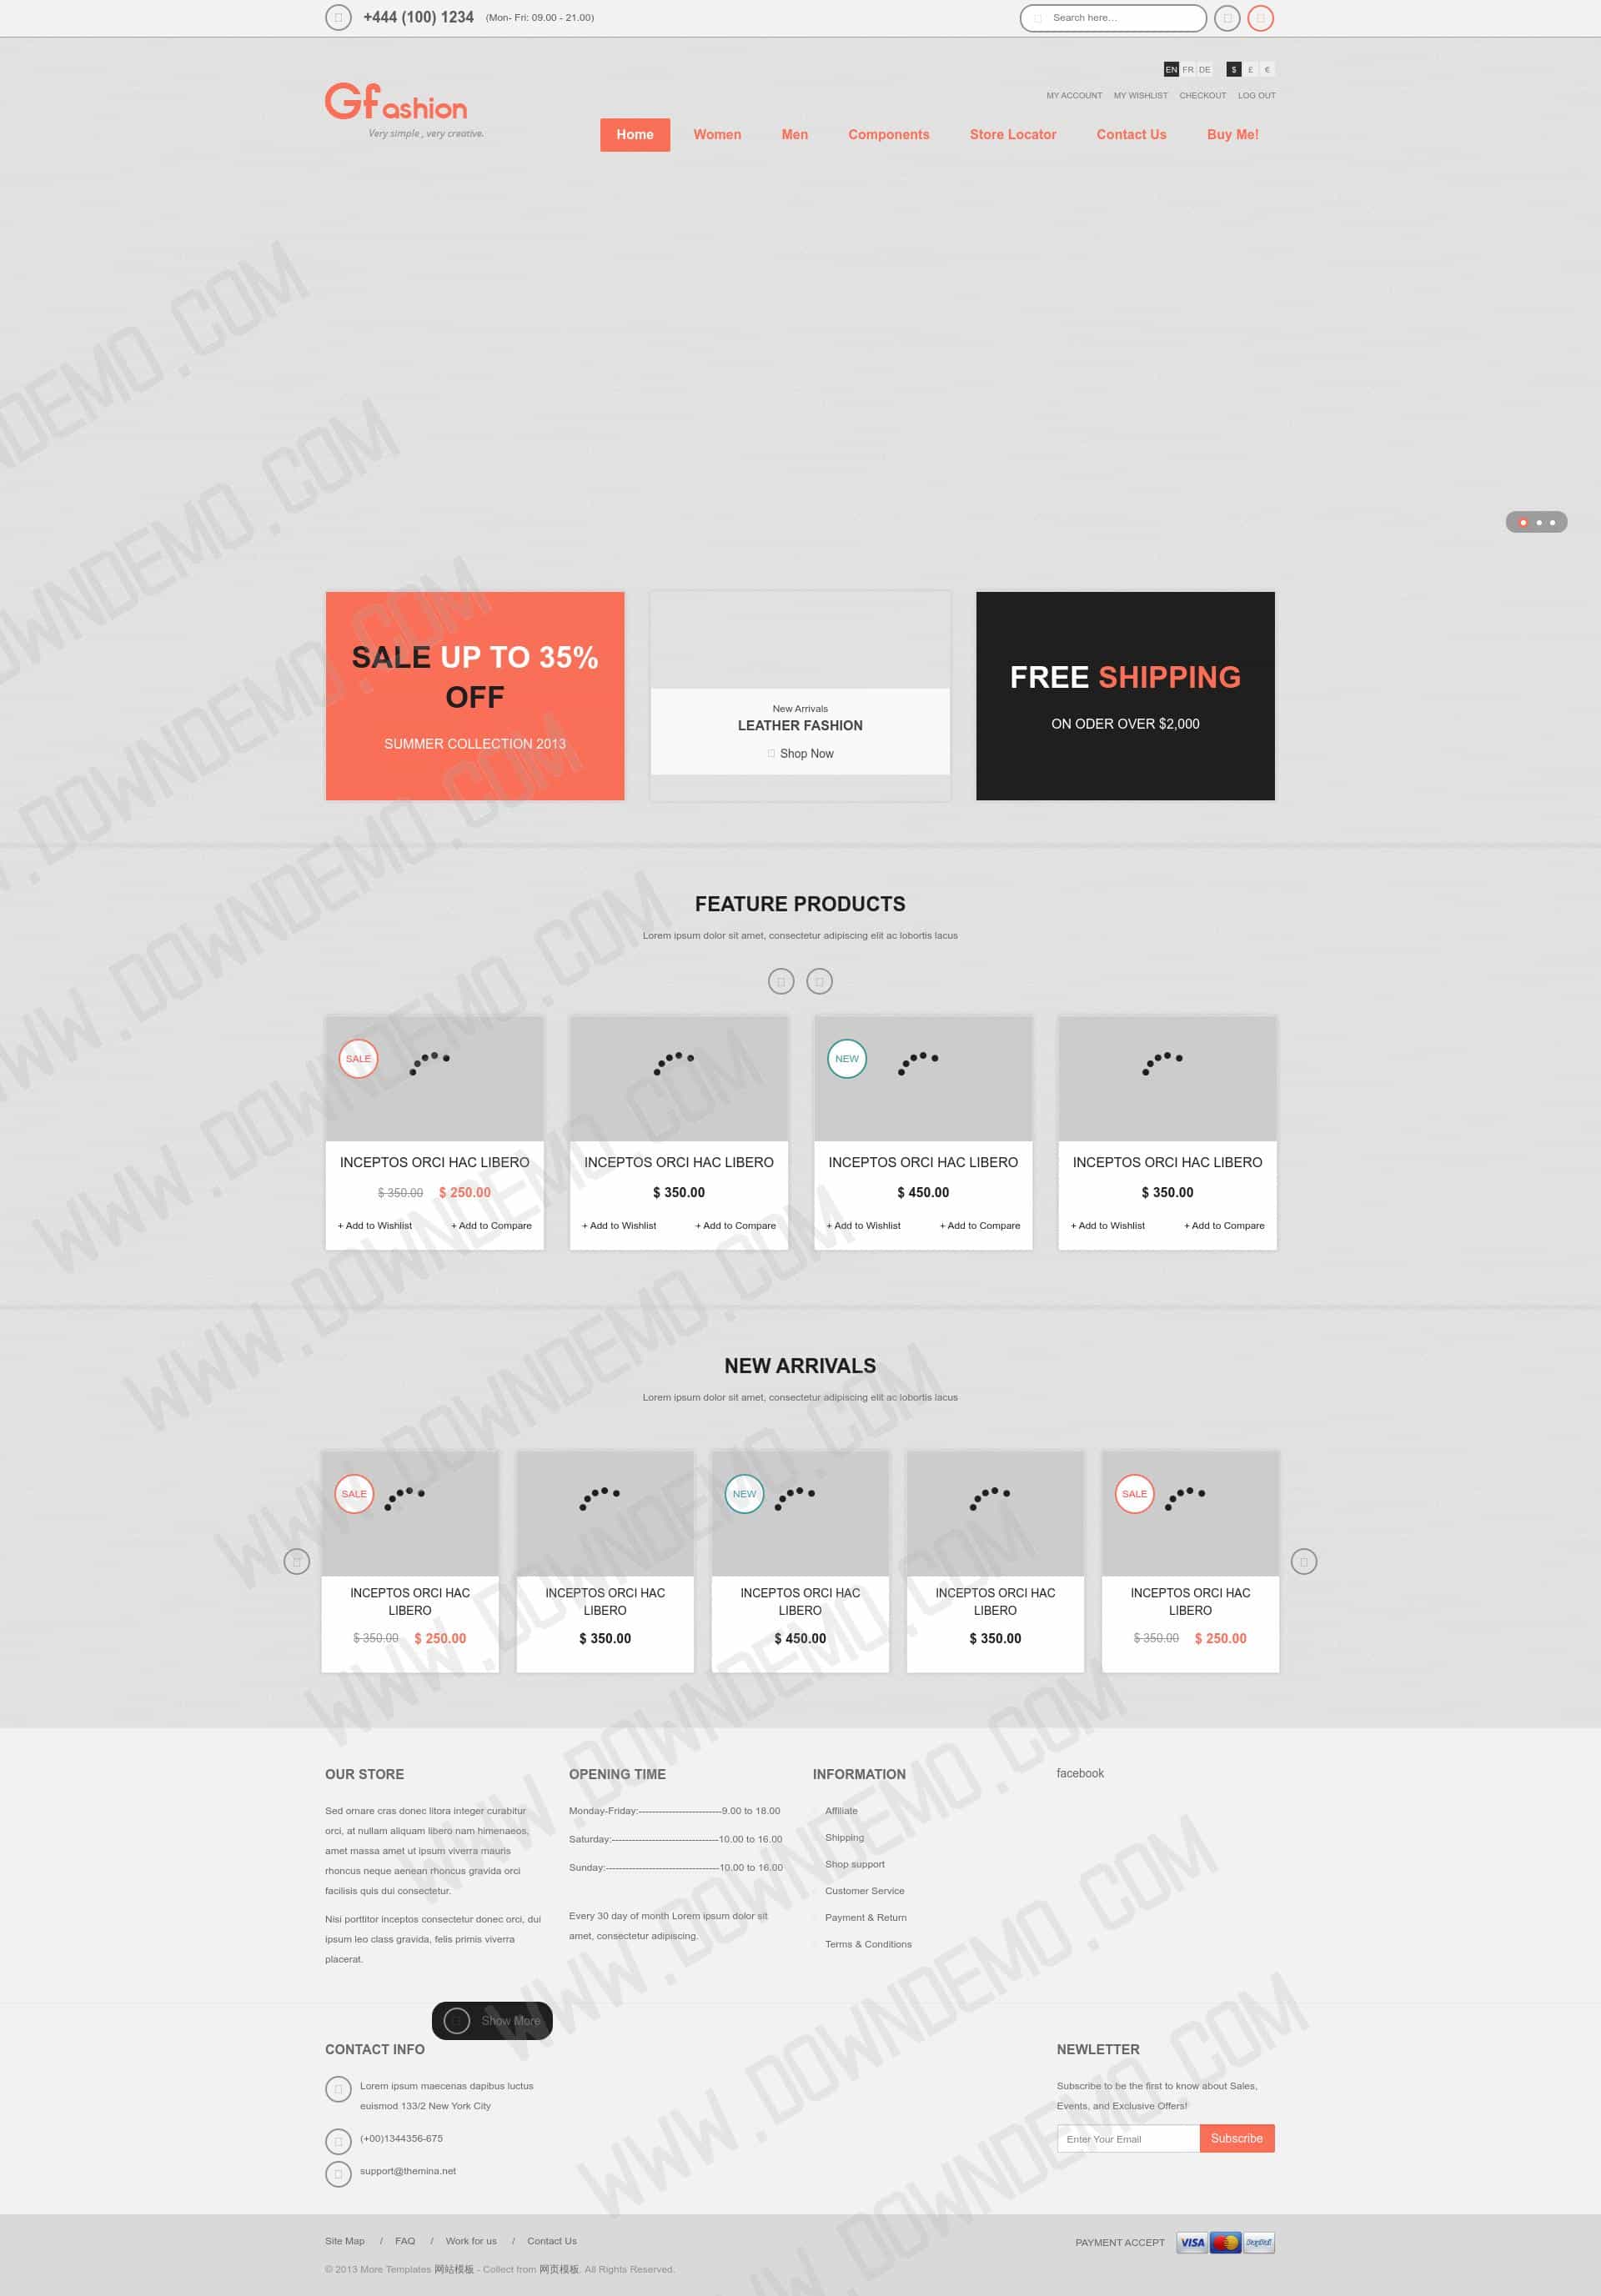 +444 (100) 1234 (Mon- Fri: 09.00 - 21.00) Search here...
EN FR DE $ £ €
MY ACCOUNT MY WISHLIST CHECKOUT LOG OUT
Gfashion
Very simple , very creative.
Home Women Men Components Store Locator Contact Us Buy Me!
SALE UP TO 35%
OFF
SUMMER COLLECTION 2013
New Arrivals
LEATHER FASHION
Shop Now
FREE SHIPPING
ON ODER OVER $2,000
FEATURE PRODUCTS
Lorem ipsum dolor sit amet, consectetur adipiscing elit ac lobortis lacus
SALE
INCEPTOS ORCI HAC LIBERO
$ 350.00 $ 250.00
+ Add to Wishlist + Add to Compare
INCEPTOS ORCI HAC LIBERO
$ 350.00
+ Add to Wishlist + Add to Compare
NEW
INCEPTOS ORCI HAC LIBERO
$ 450.00
+ Add to Wishlist + Add to Compare
INCEPTOS ORCI HAC LIBERO
$ 350.00
+ Add to Wishlist + Add to Compare
NEW ARRIVALS
Lorem ipsum dolor sit amet, consectetur adipiscing elit ac lobortis lacus
SALE
INCEPTOS ORCI HAC
LIBERO
$ 350.00 $ 250.00
INCEPTOS ORCI HAC
LIBERO
$ 350.00
NEW
INCEPTOS ORCI HAC
LIBERO
$ 450.00
INCEPTOS ORCI HAC
LIBERO
$ 350.00
SALE
INCEPTOS ORCI HAC
LIBERO
$ 350.00 $ 250.00
OUR STORE
Sed ornare cras donec litora integer curabitur
orci, at nullam aliquam libero nam himenaeos,
amet massa amet ut ipsum viverra mauris
rhoncus neque aenean rhoncus gravida orci
facilisis quis dui consectetur.
Nisi porttitor inceptos consectetur donec orci, dui
ipsum leo class gravida, felis primis viverra
placerat.
OPENING TIME
Monday-Friday:-------------------------9.00 to 18.00
Saturday:--------------------------------10.00 to 16.00
Sunday:----------------------------------10.00 to 16.00
Every 30 day of month Lorem ipsum dolor sit
amet, consectetur adipiscing.
INFORMATION
Affiliate
Shipping
Shop support
Customer Service
Payment & Return
Terms & Conditions
facebook
Show More
CONTACT INFO
Lorem ipsum maecenas dapibus luctus
euismod 133/2 New York City
(+00)1344356-675
support@themina.net
NEWLETTER
Subscribe to be the first to know about Sales,
Events, and Exclusive Offers!
Enter Your Email Subscribe
Site Map / FAQ / Work for us / Contact Us
© 2013 More Templates 网站模板 - Collect from 网页模板. All Rights Reserved.
PAYMENT ACCEPT VISA
WWW.DOWNDEMO.COM